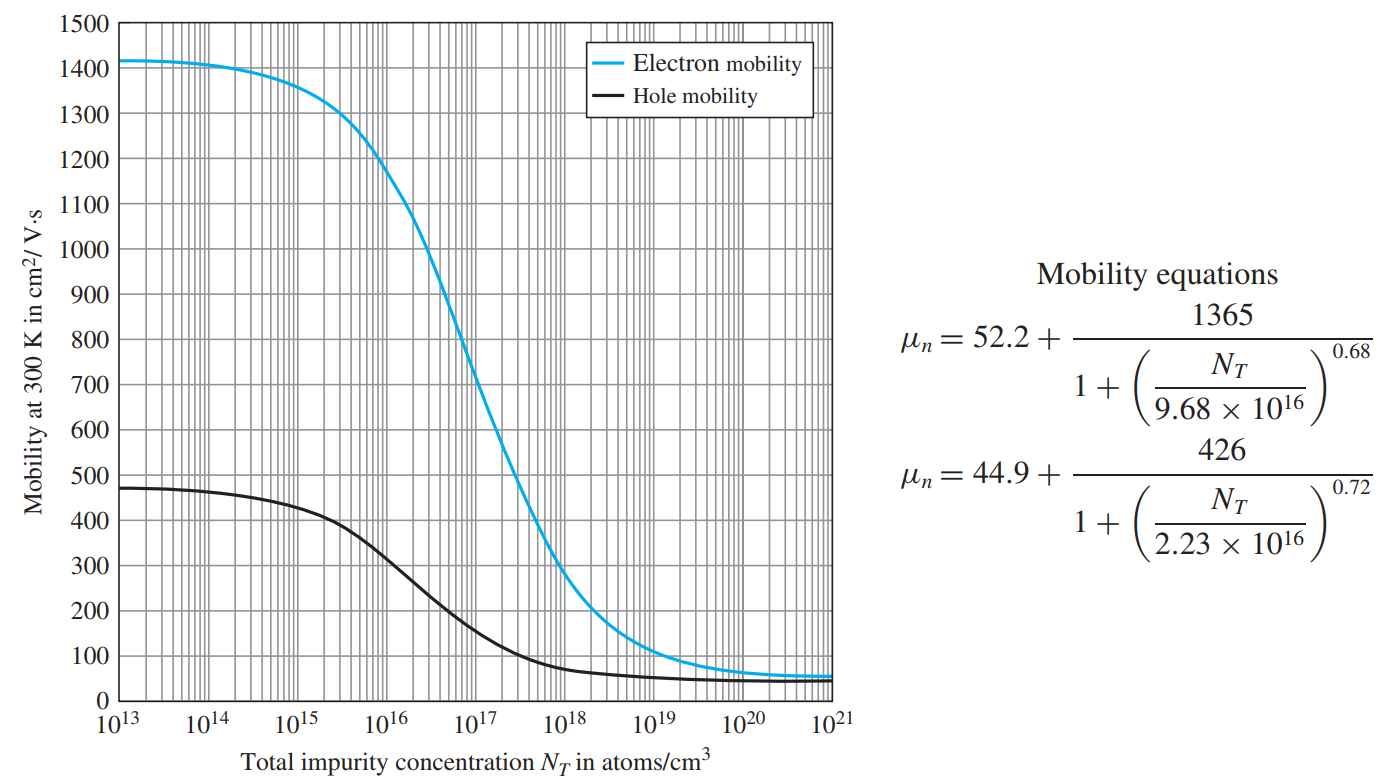 1500
1400
1300
1200
1100
1000
900
800
700
600
500
400
300
200
100
0
Mobility at 300 K in cm²/ V·s
Electron mobility
Hole mobility
10¹³ 10¹⁴ 10¹⁵ 10¹⁶ 10¹⁷ 10¹⁸ 10¹⁹ 10²⁰ 10²¹
Total impurity concentration N_T in atoms/cm³
Mobility equations
μ_n = 52.2 + 1365 / (1 + (N_T / 9.68 × 10¹⁶)^0.68)
μ_n = 44.9 + 426 / (1 + (N_T / 2.23 × 10¹⁶)^0.72)